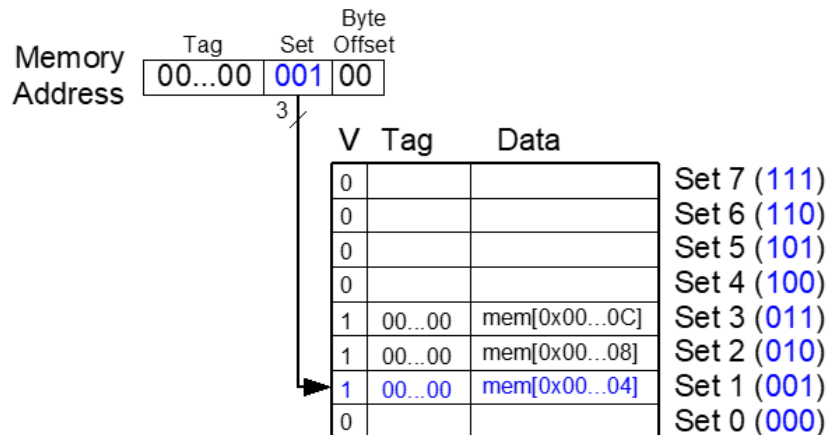 Byte
Tag Set Offset
Memory
Address
00...00 001 00
3
V Tag Data
0 Set 7 (111)
0 Set 6 (110)
0 Set 5 (101)
0 Set 4 (100)
1 00...00 mem[0x00...0C] Set 3 (011)
1 00...00 mem[0x00...08] Set 2 (010)
1 00...00 mem[0x00...04] Set 1 (001)
0 Set 0 (000)